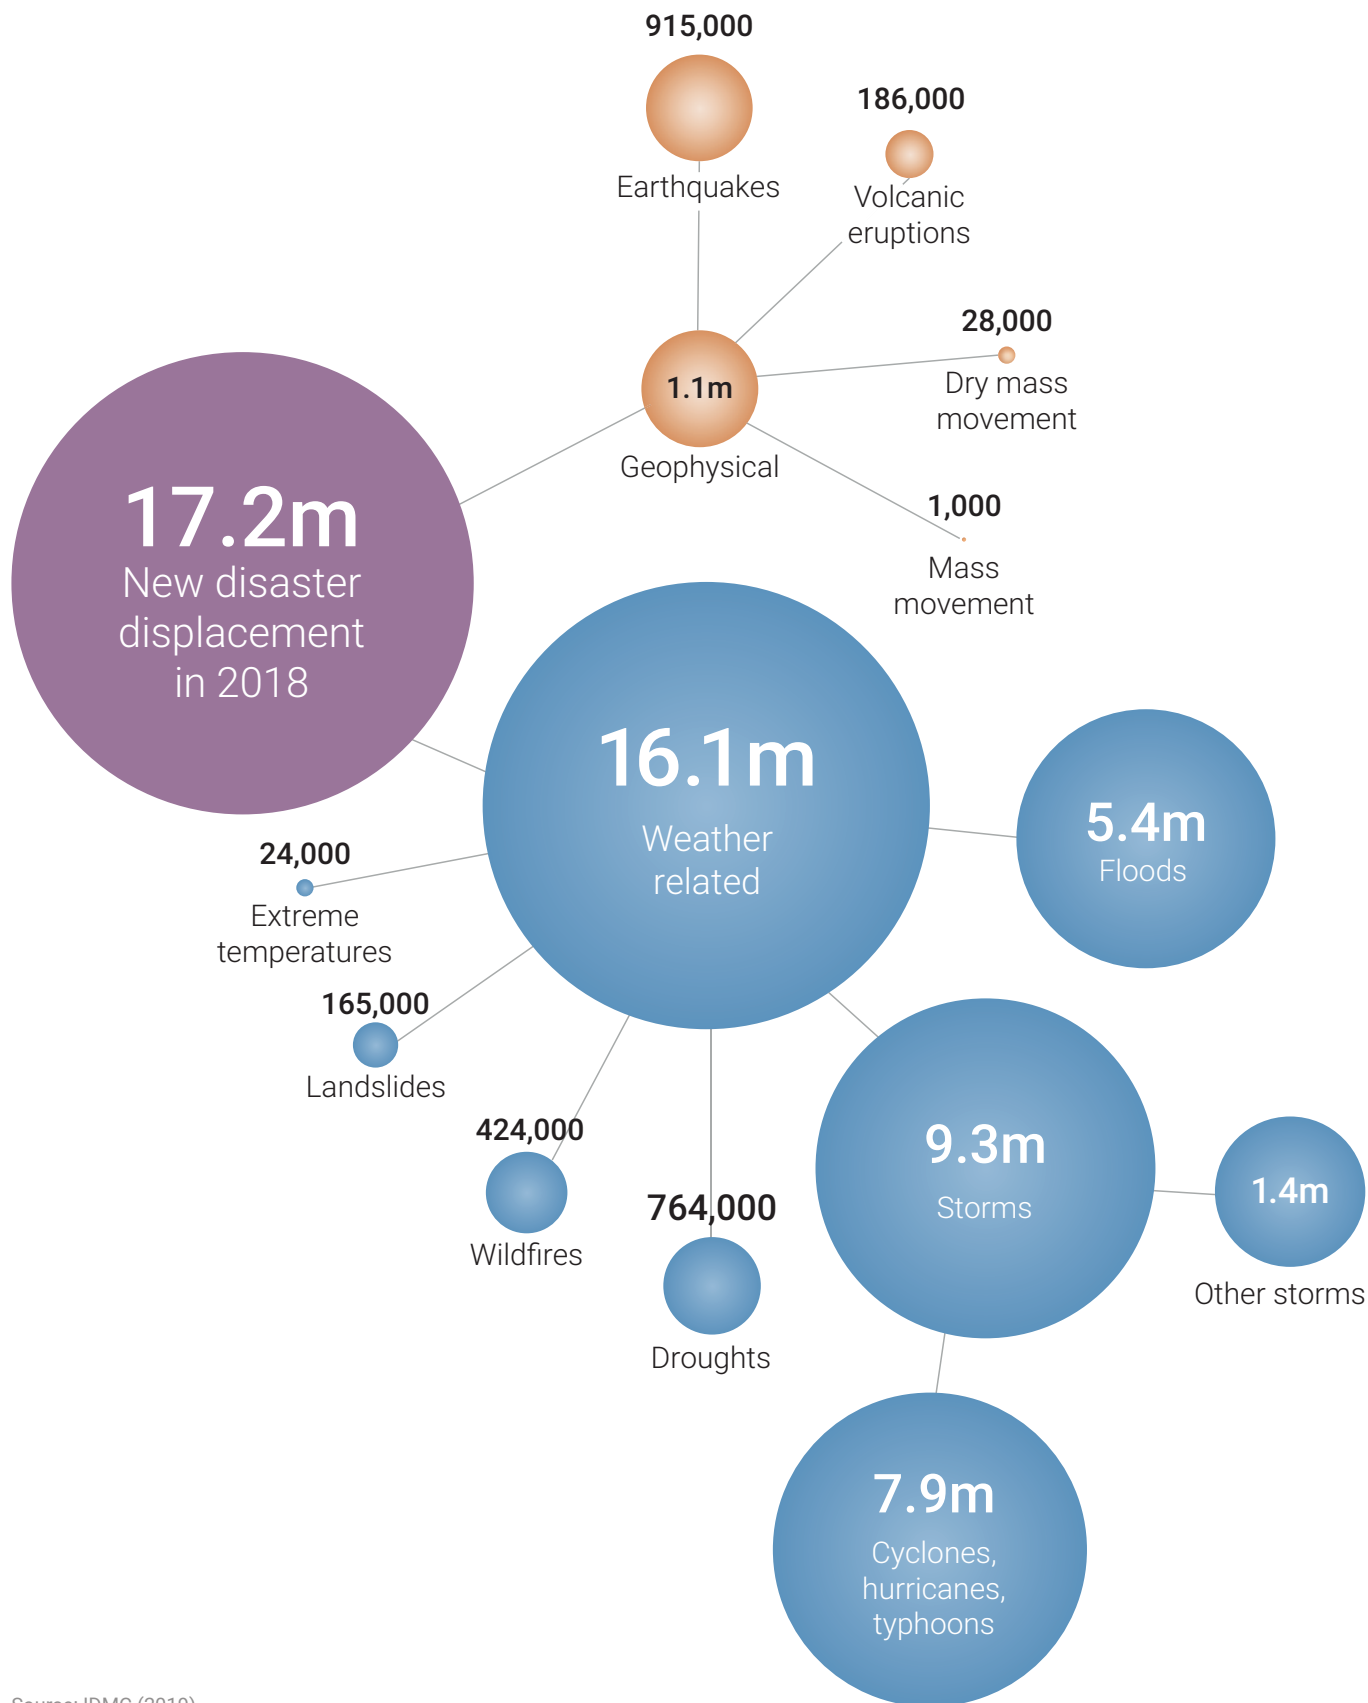 915,000
Earthquakes
186,000
Volcanic
eruptions
28,000
Dry mass
movement
1.1m
Geophysical
1,000
Mass
movement
17.2m
New disaster
displacement
in 2018
16.1m
Weather
related
5.4m
Floods
24,000
Extreme
temperatures
165,000
Landslides
424,000
Wildfires
764,000
Droughts
9.3m
Storms
1.4m
Other storms
7.9m
Cyclones,
hurricanes,
typhoons
Source: IDMC (2019)